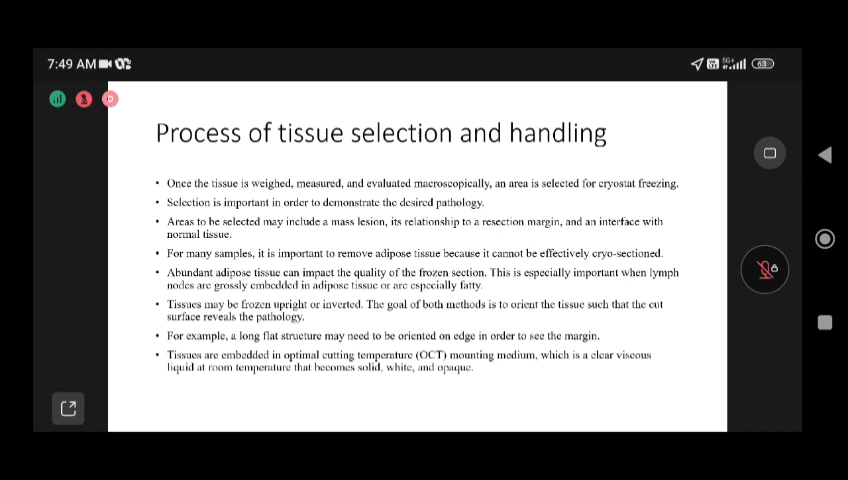 7:49 AM
5G+
63
Process of tissue selection and handling
• Once the tissue is weighed, measured, and evaluated macroscopically, an area is selected for cryostat freezing.
• Selection is important in order to demonstrate the desired pathology.
• Areas to be selected may include a mass lesion, its relationship to a resection margin, and an interface with
normal tissue.
• For many samples, it is important to remove adipose tissue because it cannot be effectively cryo-sectioned.
• Abundant adipose tissue can impact the quality of the frozen section. This is especially important when lymph
nodes are grossly embedded in adipose tissue or are especially fatty.
• Tissues may be frozen upright or inverted. The goal of both methods is to orient the tissue such that the cut
surface reveals the pathology.
• For example, a long flat structure may need to be oriented on edge in order to see the margin.
• Tissues are embedded in optimal cutting temperature (OCT) mounting medium, which is a clear viscous
liquid at room temperature that becomes solid, white, and opaque.